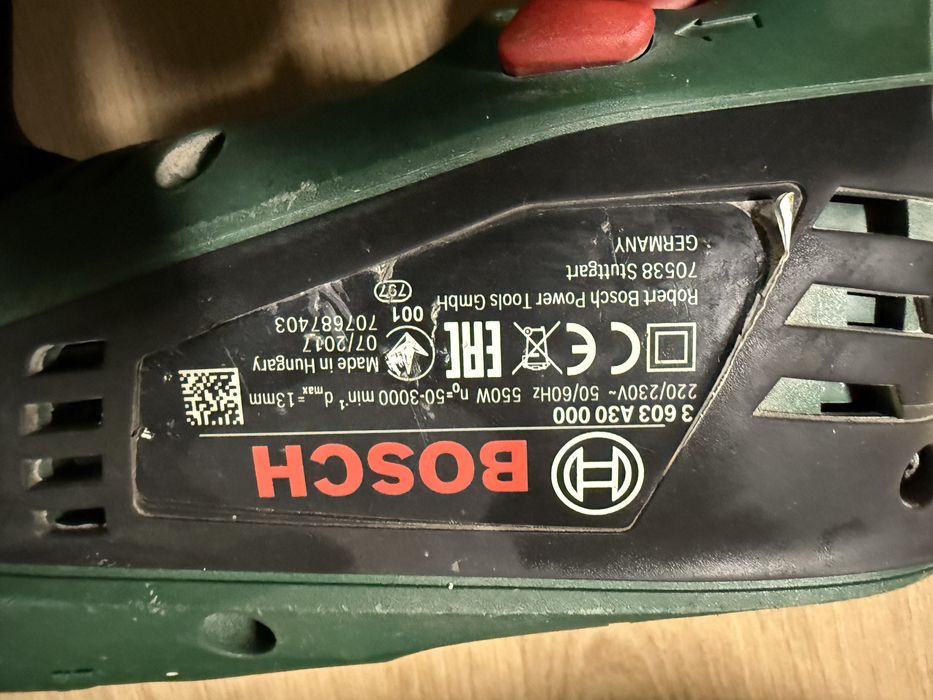 BOSCH
3 603 A30 000
220/230V~ 50/60Hz 550W n₀=50-3000 min⁻¹ dₘₐₓ=13mm
CE EAC
001
Made in Hungary
07/2017
707687403
797
Robert Bosch Power Tools GmbH
70538 Stuttgart
GERMANY